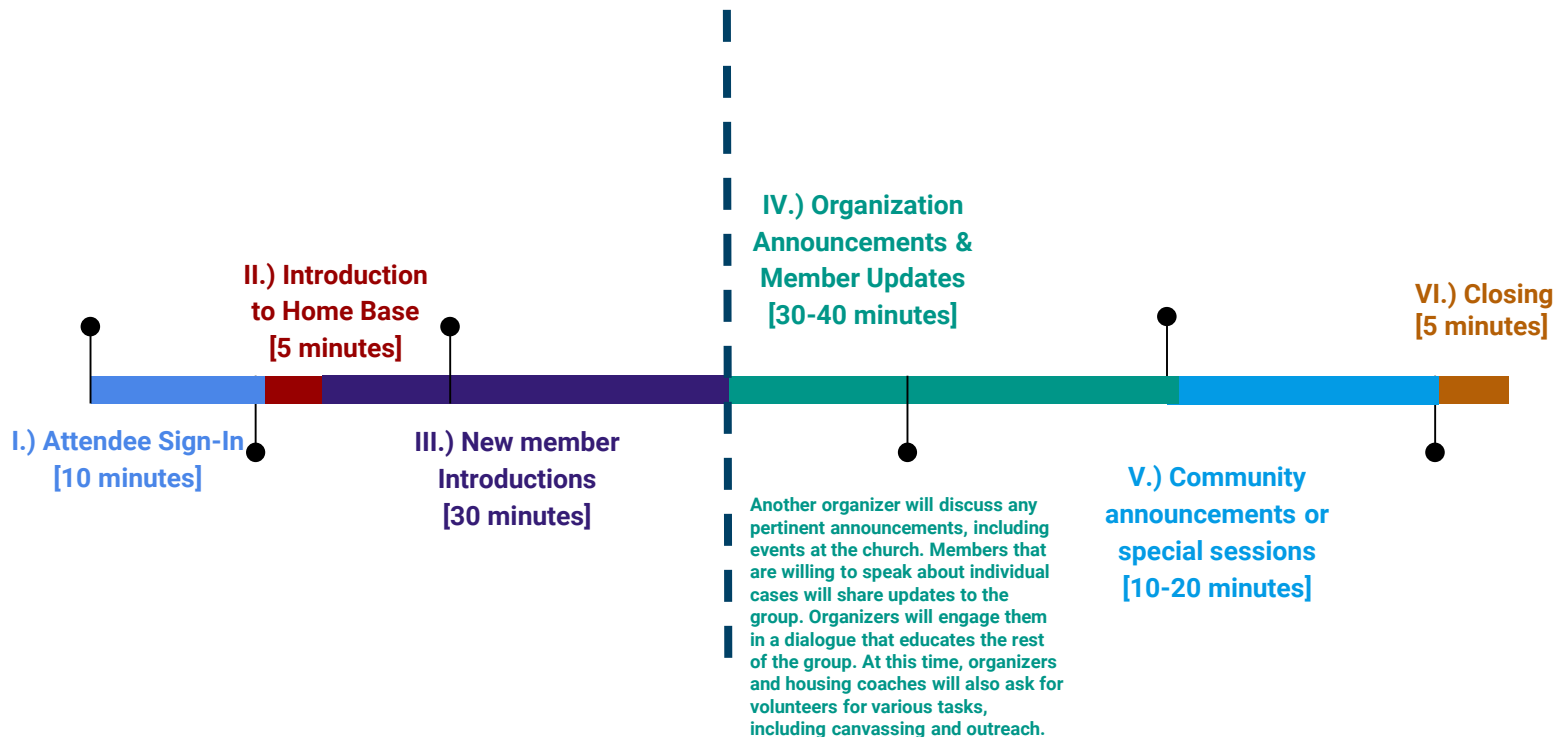 I.) Attendee Sign-In
[10 minutes]
II.) Introduction
to Home Base
[5 minutes]
III.) New member
Introductions
[30 minutes]
IV.) Organization
Announcements &
Member Updates
[30-40 minutes]
Another organizer will discuss any
pertinent announcements, including
events at the church. Members that
are willing to speak about individual
cases will share updates to the
group. Organizers will engage them
in a dialogue that educates the rest
of the group. At this time, organizers
and housing coaches will also ask for
volunteers for various tasks,
including canvassing and outreach.
V.) Community
announcements or
special sessions
[10-20 minutes]
VI.) Closing
[5 minutes]